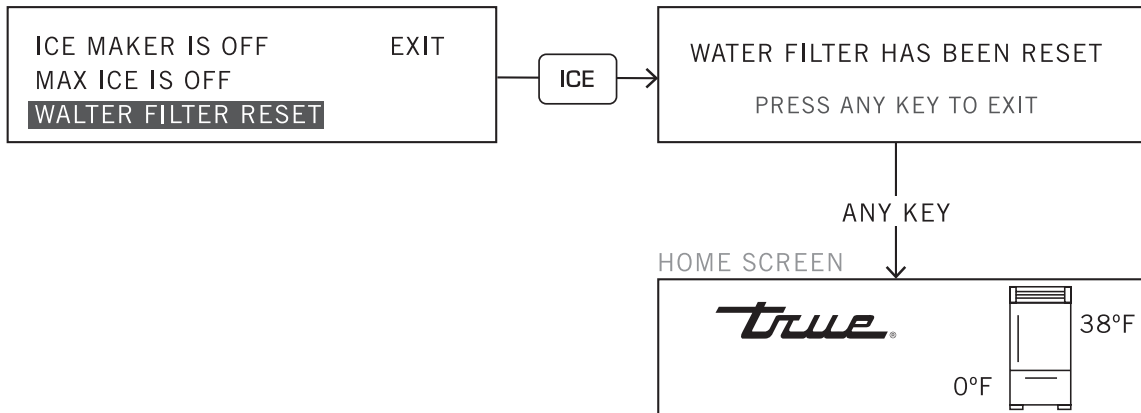 ICE MAKER IS OFF EXIT
MAX ICE IS OFF
WALTER FILTER RESET
ICE
WATER FILTER HAS BEEN RESET
PRESS ANY KEY TO EXIT
ANY KEY
HOME SCREEN
true®
38°F
0°F